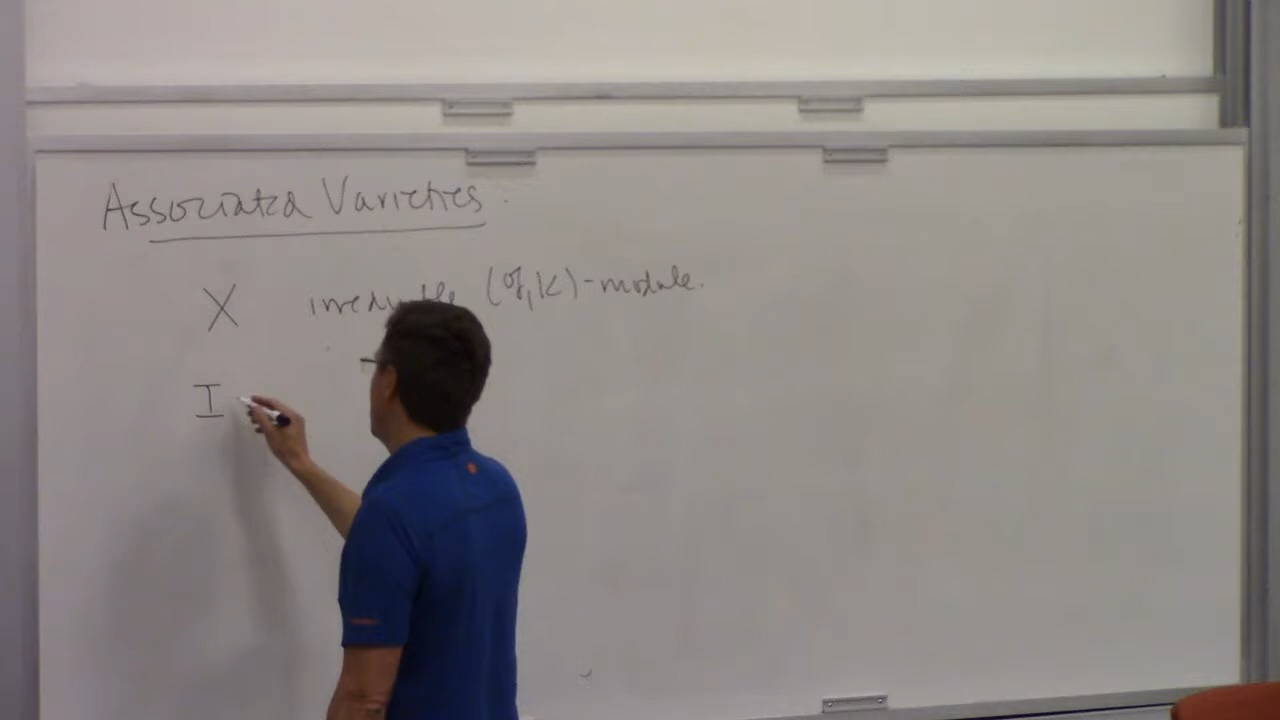 Associated Varieties.
X irreducible (𝔤, K)-module.
I